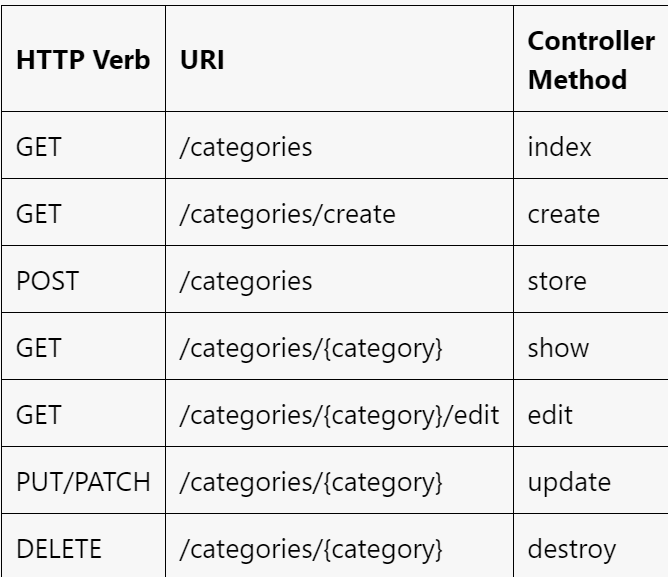 HTTP Verb URI Controller Method
GET /categories index
GET /categories/create create
POST /categories store
GET /categories/{category} show
GET /categories/{category}/edit edit
PUT/PATCH /categories/{category} update
DELETE /categories/{category} destroy